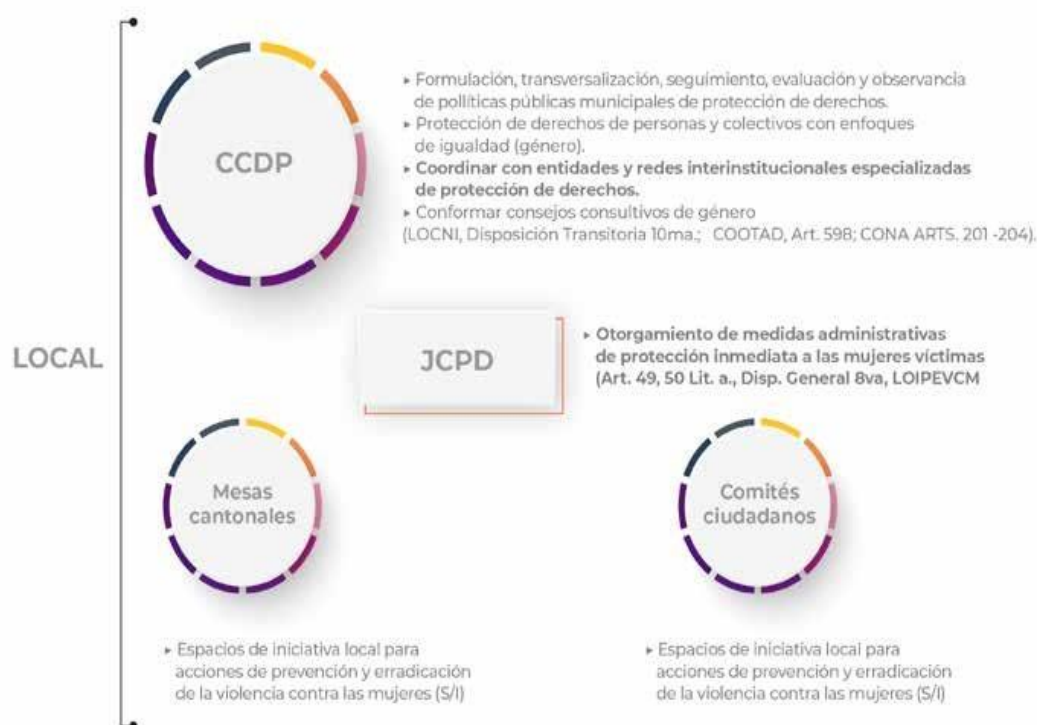 CCDP
▸ Formulación, transversalización, seguimiento, evaluación y observancia
de polílticas públicas municipales de protección de derechos.
▸ Protección de derechos de personas y colectivos con enfoques
de igualdad (género).
▸ Coordinar con entidades y redes interinstitucionales especializadas
de protección de derechos.
▸ Conformar consejos consultivos de género
(LOCNI, Disposición Transitoria 10ma.; COOTAD, Art. 598; CONA ARTS. 201 -204).
LOCAL
JCPD
▸ Otorgamiento de medidas administrativas
de protección inmediata a las mujeres víctimas
(Art. 49, 50 Lit. a., Disp. General 8va, LOIPEVCM
Mesas
cantonales
▸ Espacios de iniciativa local para
acciones de prevención y erradicación
de la violencia contra las mujeres (S/I)
Comités
ciudadanos
▸ Espacios de iniciativa local para
acciones de prevención y erradicación
de la violencia contra las mujeres (S/I)